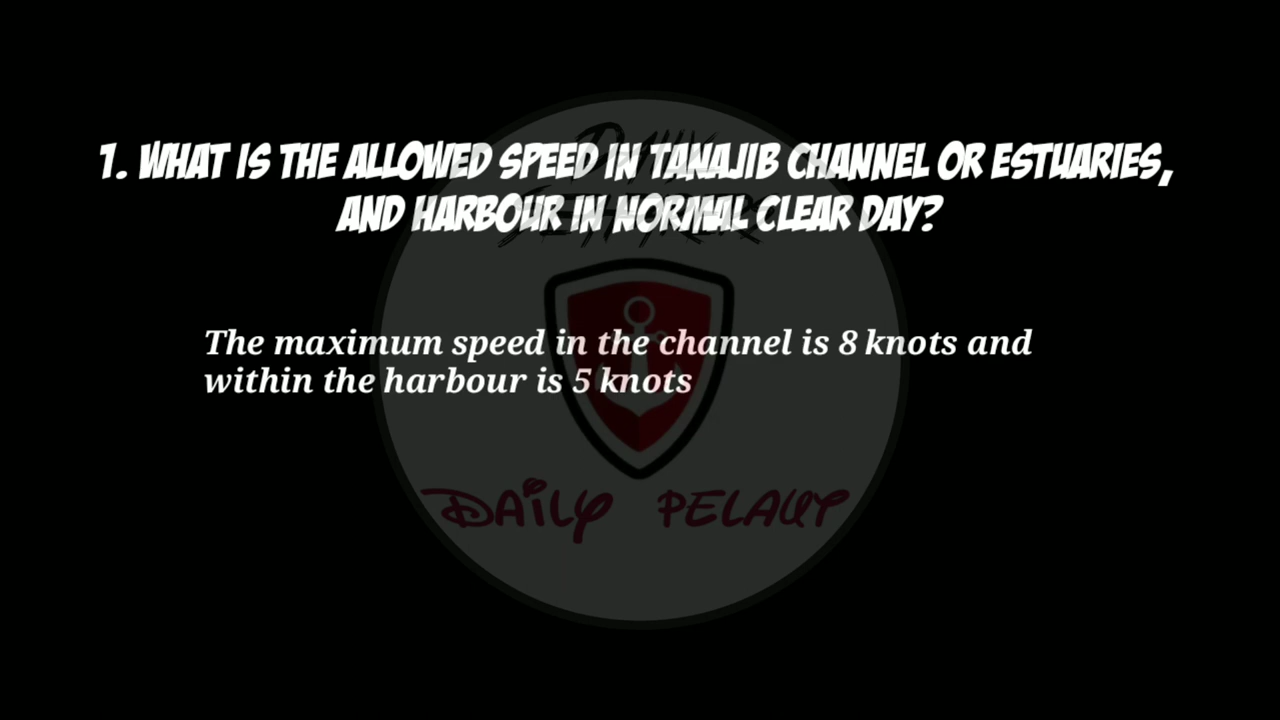 1. WHAT IS THE ALLOWED SPEED IN TANAJIB CHANNEL OR ESTUARIES,
AND HARBOUR IN NORMAL CLEAR DAY?
The maximum speed in the channel is 8 knots and
within the harbour is 5 knots
DAILY PELAUT